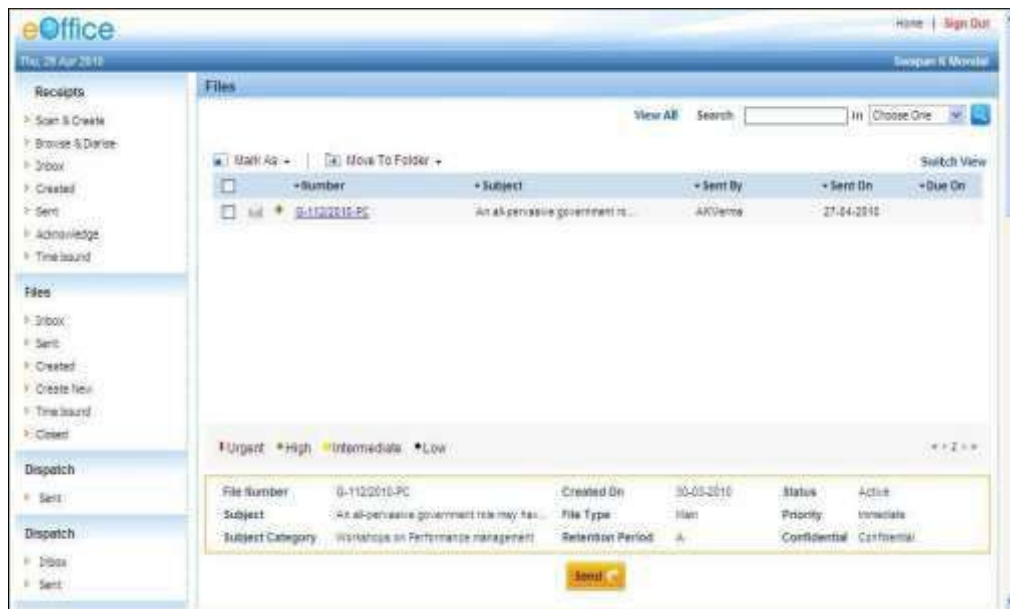 eOffice
Home | Sign Out
Thu, 29 Apr 2010
Swapan K Mondal
Receipts
Scan & Create
Browse & Diarise
Inbox
Created
Sent
Acknowledge
Time bound
Files
Inbox
Sent
Created
Create New
Time bound
Closed
Dispatch
Sent
Dispatch
Inbox
Sent
Files
View All Search in Choose One
Mark As Move To Folder Switch View
Number Subject Sent By Sent On Due On
G-112/2010-PC An all-pervasive government ro... AKVerma 27-04-2010
Urgent High Intermediate Low
File Number G-112/2010-PC Created On 30-03-2010 Status Active
Subject An all-pervasive government role may hav... File Type Main Priority Immediate
Subject Category Workshops on Performance management Retention Period A Confidential Confidential
Send